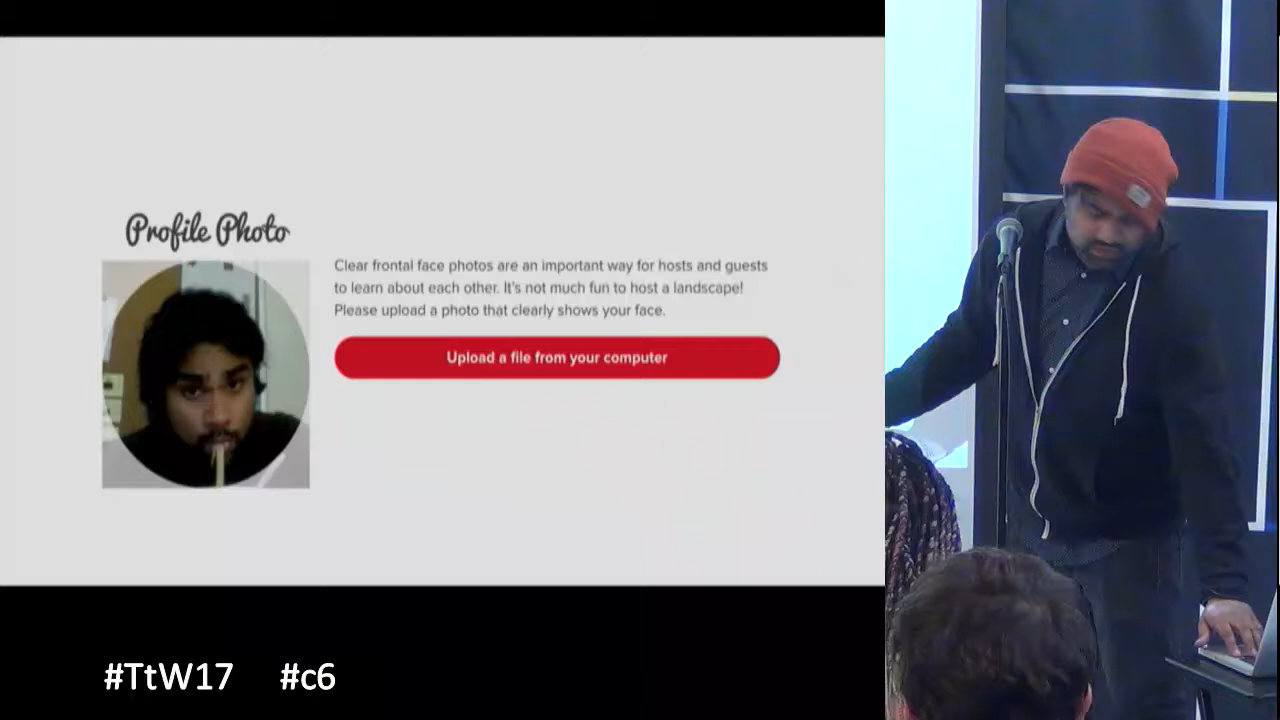 Profile Photo
Clear frontal face photos are an important way for hosts and guests
to learn about each other. It's not much fun to host a landscape!
Please upload a photo that clearly shows your face.
Upload a file from your computer
#TtW17 #c6